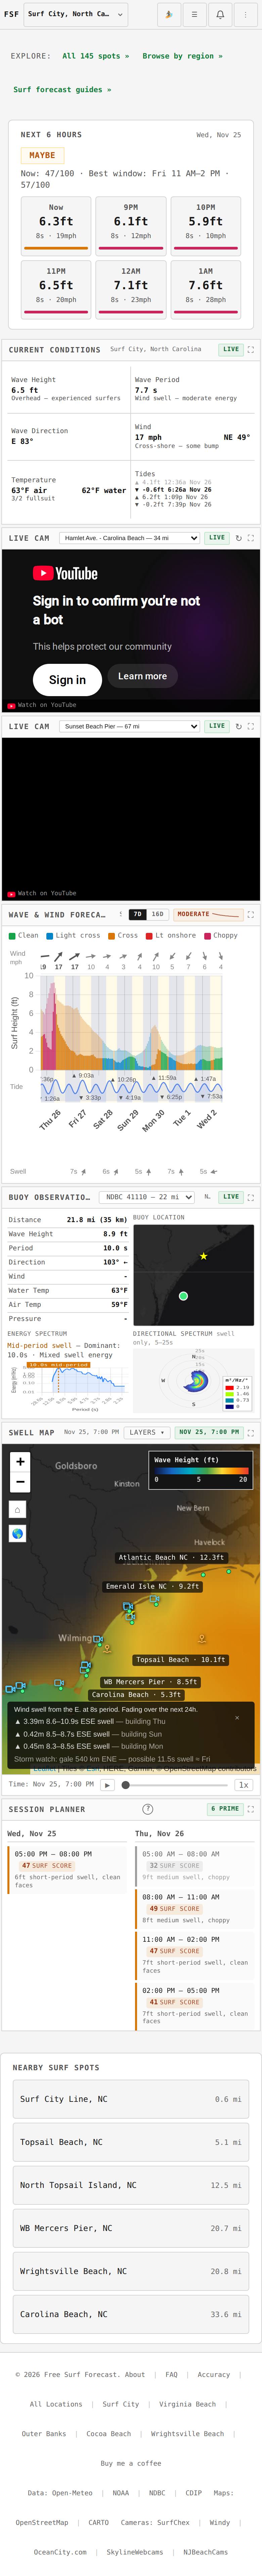 FSF Surf City, North Ca…
EXPLORE: All 145 spots » Browse by region »
Surf forecast guides »
NEXT 6 HOURS Wed, Nov 25
MAYBE
Now: 47/100 · Best window: Fri 11 AM–2 PM ·
57/100
Now 9PM 10PM
6.3ft 6.1ft 5.9ft
8s · 19mph 8s · 12mph 8s · 10mph
11PM 12AM 1AM
6.5ft 7.1ft 7.6ft
8s · 20mph 8s · 23mph 8s · 28mph
CURRENT CONDITIONS Surf City, North Carolina LIVE
Wave Height Wave Period
6.5 ft 7.7 s
Overhead — experienced surfers Wind swell — moderate energy
Wave Direction Wind
E 83° 17 mph NE 49°
Cross-shore — some bump
Temperature Tides
63°F air 62°F water ▲ 4.1ft 12:36a Nov 26
3/2 fullsuit ▼ -0.6ft 6:26a Nov 26
▲ 6.2ft 1:09p Nov 26
▼ -0.2ft 7:39p Nov 26
LIVE CAM Hamlet Ave. - Carolina Beach — 34 mi LIVE
YouTube
Sign in to confirm you’re not
a bot
This helps protect our community
Sign in Learn more
Watch on YouTube
LIVE CAM Sunset Beach Pier — 67 mi LIVE
Watch on YouTube
WAVE & WIND FORECA… 7D 16D MODERATE
Clean Light cross Cross Lt onshore Choppy
Wind
mph 19 17 17 10 4 3 4 10 5 7 6 4
Surf Height (ft)
10
8
6
4
2
0
Tide
▲ 9:03a ▲ 10:26p ▲ 11:59a ▲ 1:47a
1:26a ▼ 3:33p ▼ 4:19a ▼ 6:25p ▼ 7:53a
Thu 26 Fri 27 Sat 28 Sun 29 Mon 30 Tue 1 Wed 2
Swell 7s 6s 5s 7s 5s
BUOY OBSERVATIO… NDBC 41110 — 22 mi N… LIVE
Distance 21.8 mi (35 km)
Wave Height 8.9 ft
Period 10.0 s
Direction 103° ←
Wind -
Water Temp 63°F
Air Temp 59°F
Pressure -
BUOY LOCATION
ENERGY SPECTRUM
Mid-period swell — Dominant:
10.0s · Mixed swell energy
10.0s mid-period
Period (s)
DIRECTIONAL SPECTRUM swell
only, 5–25s
25s
20s
15s
N
W
S
m²/Hz/°
2.19
1.46
0.73
0
SWELL MAP Nov 25, 7:00 PM LAYERS ▾ NOV 25, 7:00 PM
+
−
Wave Height (ft)
0 5 20
Goldsboro
Kinston
New Bern
Havelock
Atlantic Beach NC · 12.3ft
Emerald Isle NC · 9.2ft
Wilming
Topsail Beach · 10.1ft
WB Mercers Pier · 8.5ft
Carolina Beach · 5.3ft
Wind swell from the E. at 8s period. Fading over the next 24h. ×
▲ 3.39m 8.6–10.9s ESE swell — building Thu
▲ 0.42m 8.5–8.7s ESE swell — building Sun
▲ 0.45m 8.3–8.5s ESE swell — building Mon
Storm watch: gale 540 km ENE — possible 11.5s swell ≈ Fri
Leaflet | Tiles © Esri, HERE, Garmin, © OpenStreetMap contributors
Time: Nov 25, 7:00 PM ▶ 1x
SESSION PLANNER ? 6 PRIME
Wed, Nov 25
05:00 PM – 08:00 PM
47 SURF SCORE
6ft short-period swell, clean
faces
Thu, Nov 26
05:00 AM – 08:00 AM
32 SURF SCORE
9ft medium swell, choppy
08:00 AM – 11:00 AM
49 SURF SCORE
8ft medium swell, choppy
11:00 AM – 02:00 PM
47 SURF SCORE
7ft short-period swell, clean
faces
02:00 PM – 05:00 PM
41 SURF SCORE
7ft short-period swell, clean
faces
NEARBY SURF SPOTS
Surf City Line, NC 0.6 mi
Topsail Beach, NC 5.1 mi
North Topsail Island, NC 12.5 mi
WB Mercers Pier, NC 20.7 mi
Wrightsville Beach, NC 20.8 mi
Carolina Beach, NC 33.6 mi
© 2026 Free Surf Forecast. About | FAQ | Accuracy |
All Locations | Surf City | Virginia Beach |
Outer Banks | Cocoa Beach | Wrightsville Beach |
Buy me a coffee
Data: Open-Meteo | NOAA | NDBC | CDIP Maps:
OpenStreetMap | CARTO Cameras: SurfChex | Windy |
OceanCity.com | SkylineWebcams | NJBeachCams